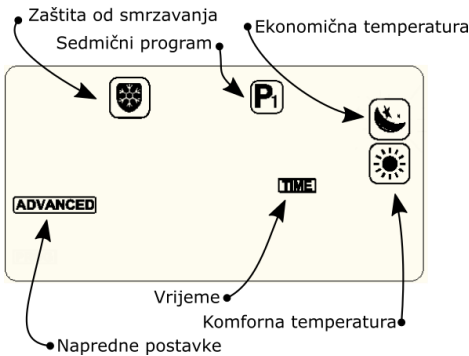 Zaštita od smrzavanja
Sedmični program
Ekonomična temperatura
P1
ADVANCED
TIME
Vrijeme
Komforna temperatura
Napredne postavke